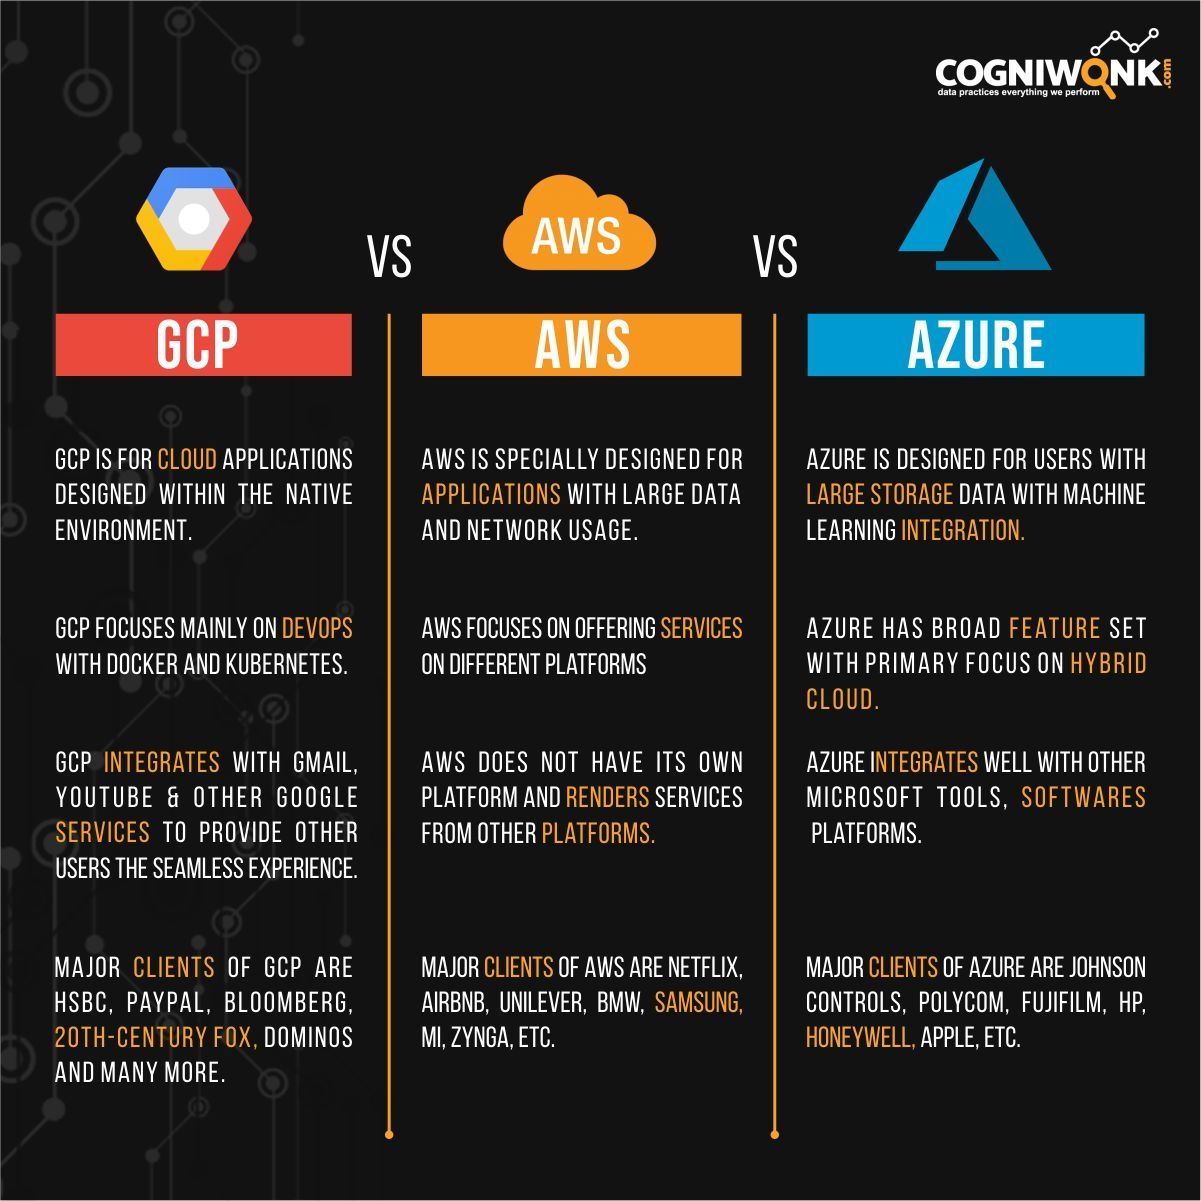 COGNIWONK.com
data practices everything we perform
VS
AWS
VS
GCP
AWS
AZURE
GCP IS FOR CLOUD APPLICATIONS
DESIGNED WITHIN THE NATIVE
ENVIRONMENT.
GCP FOCUSES MAINLY ON DEVOPS
WITH DOCKER AND KUBERNETES.
GCP INTEGRATES WITH GMAIL,
YOUTUBE & OTHER GOOGLE
SERVICES TO PROVIDE OTHER
USERS THE SEAMLESS EXPERIENCE.
MAJOR CLIENTS OF GCP ARE
HSBC, PAYPAL, BLOOMBERG,
20TH-CENTURY FOX, DOMINOS
AND MANY MORE.
AWS IS SPECIALLY DESIGNED FOR
APPLICATIONS WITH LARGE DATA
AND NETWORK USAGE.
AWS FOCUSES ON OFFERING SERVICES
ON DIFFERENT PLATFORMS
AWS DOES NOT HAVE ITS OWN
PLATFORM AND RENDERS SERVICES
FROM OTHER PLATFORMS.
MAJOR CLIENTS OF AWS ARE NETFLIX,
AIRBNB, UNILEVER, BMW, SAMSUNG,
MI, ZYNGA, ETC.
AZURE IS DESIGNED FOR USERS WITH
LARGE STORAGE DATA WITH MACHINE
LEARNING INTEGRATION.
AZURE HAS BROAD FEATURE SET
WITH PRIMARY FOCUS ON HYBRID
CLOUD.
AZURE INTEGRATES WELL WITH OTHER
MICROSOFT TOOLS, SOFTWARES
PLATFORMS.
MAJOR CLIENTS OF AZURE ARE JOHNSON
CONTROLS, POLYCOM, FUJIFILM, HP,
HONEYWELL, APPLE, ETC.